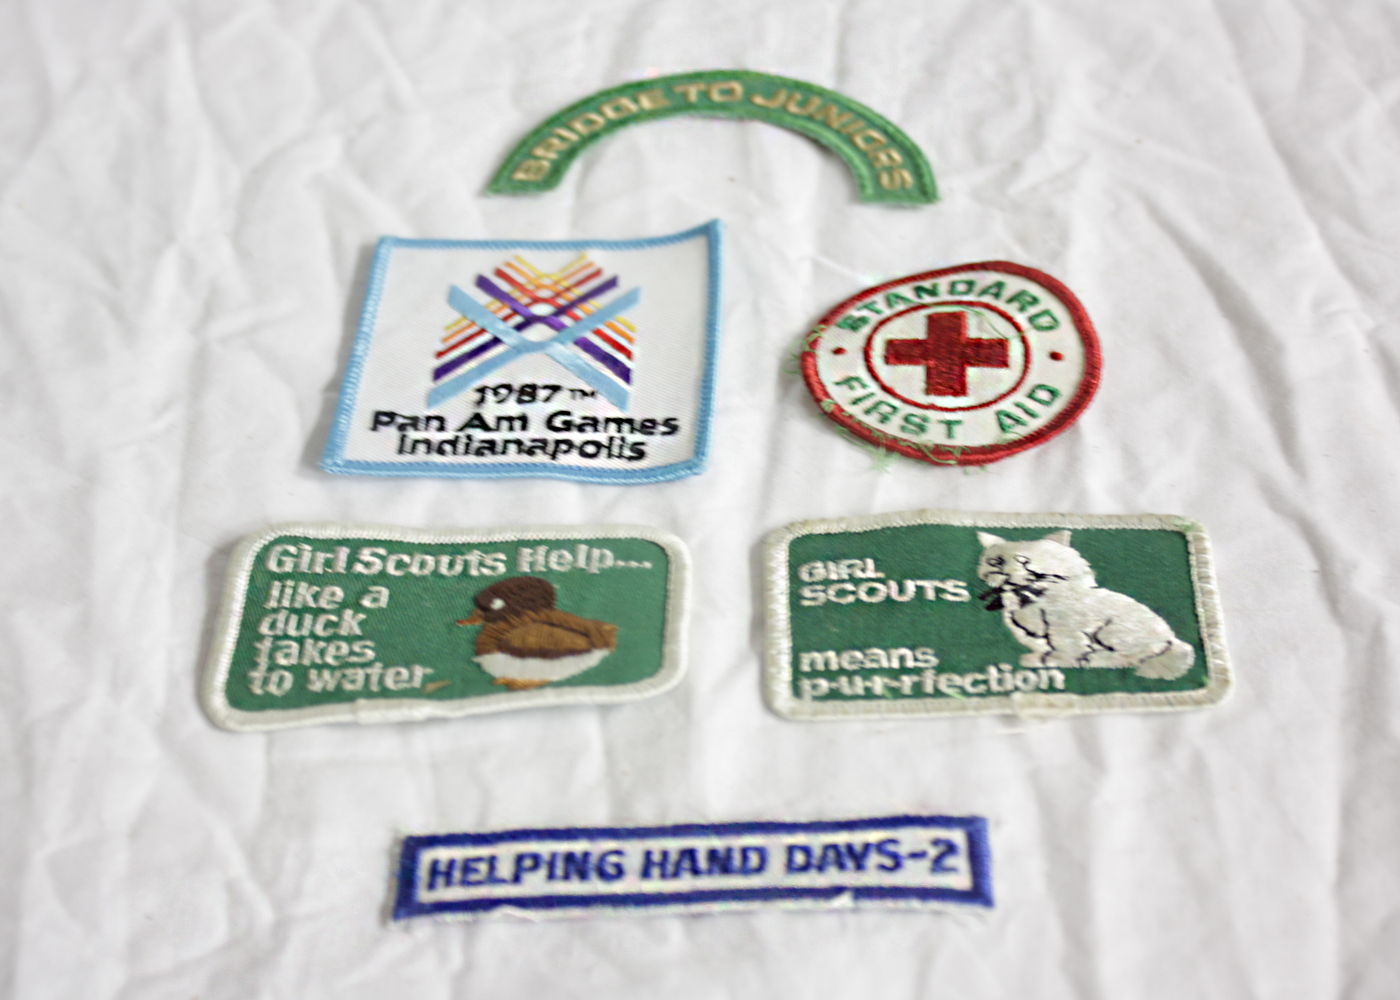 BRIDGE TO JUNIORS
1987™
Pan Am Games
Indianapolis
STANDARD
FIRST AID
Girl Scouts Help...
like a
duck
takes
to water
GIRL
SCOUTS
means
p-u-r-rfection
HELPING HAND DAYS-2